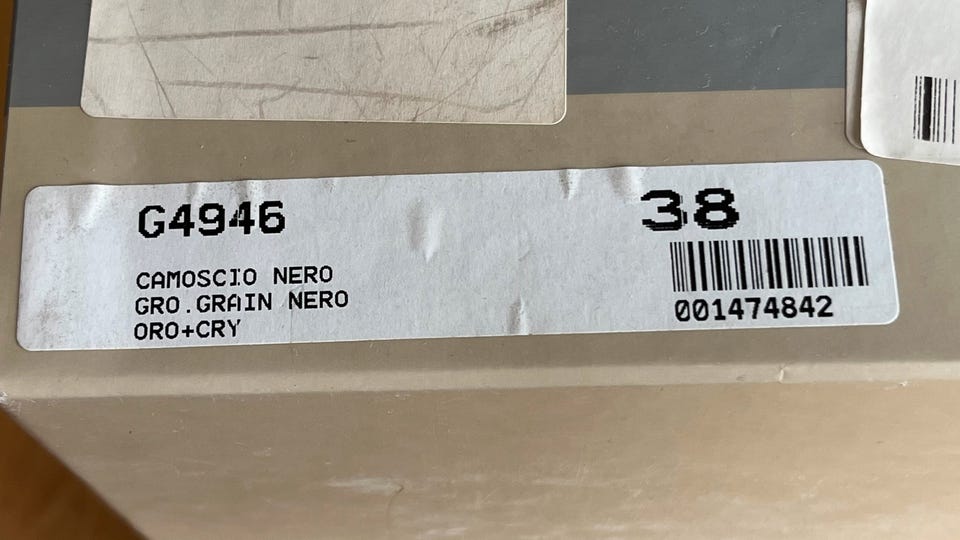 G4946
38
CAMOSCIO NERO
GRO.GRAIN NERO
ORO+CRY
001474842